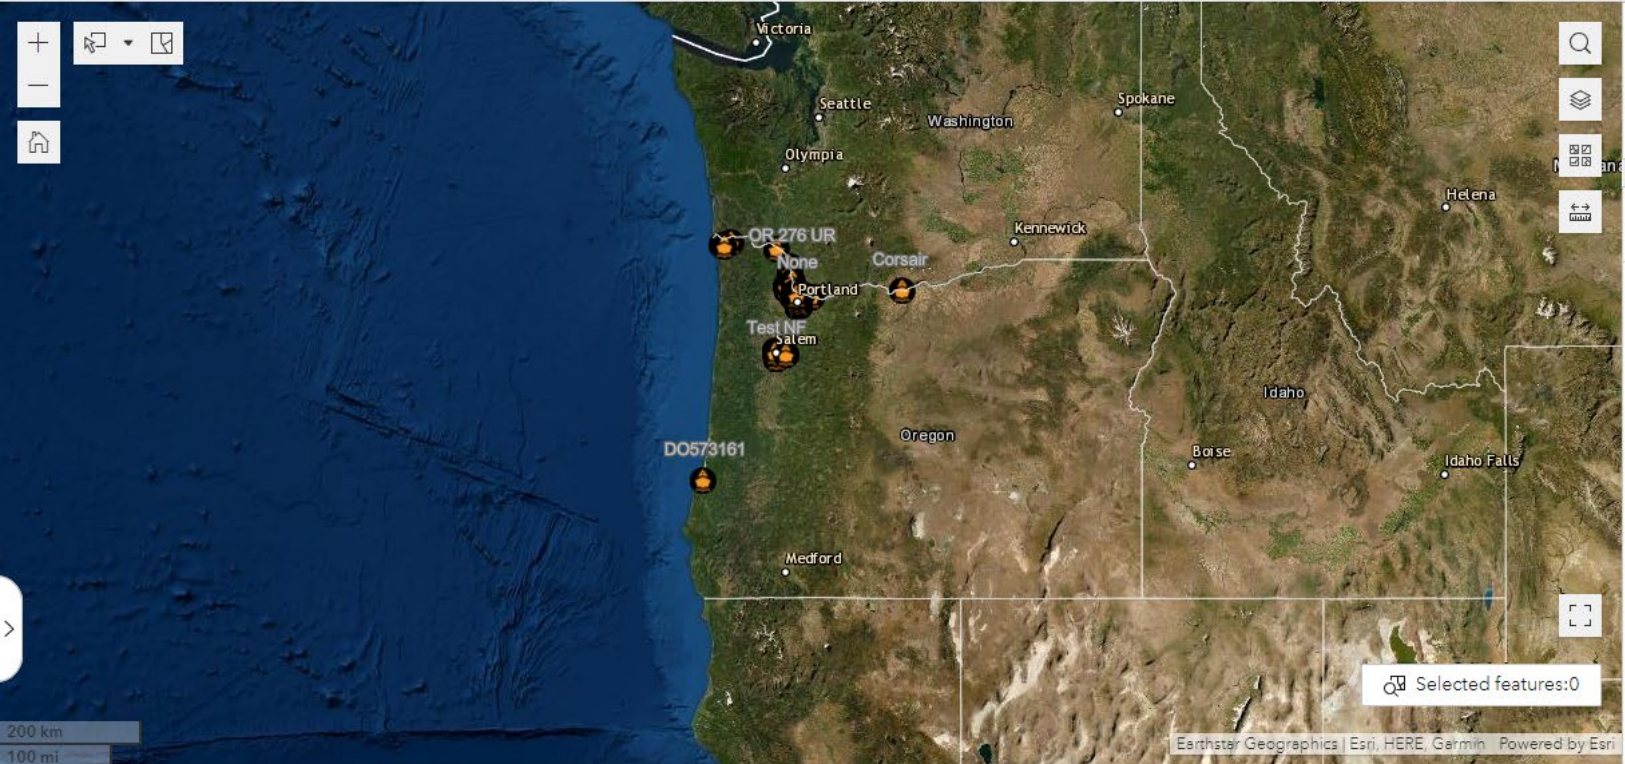 Victoria
Seattle
Spokane
Washington
Olympia
Helena
Kennewick
OR 276 UR
None
Corsair
Portland
Test NF
Salem
Idaho
Oregon
DO573161
Boise
Idaho Falls
Medford
Selected features:0
200 km
100 mi
Earthstar Geographics | Esri, HERE, Garmin Powered by Esri